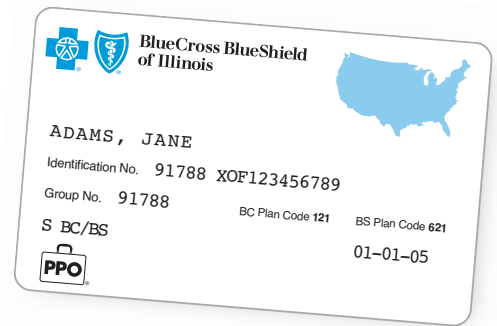 BlueCross BlueShield
of Illinois
ADAMS, JANE
Identification No. 91788 XOF123456789
Group No. 91788
BC Plan Code 121 BS Plan Code 621
S BC/BS
01-01-05
PPO®